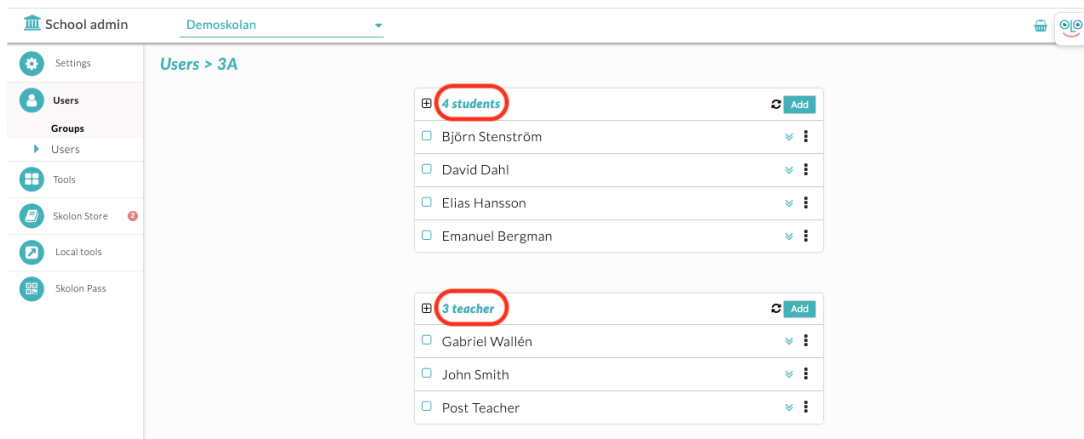 School admin
Demoskolan
Settings
Users > 3A
Users
Groups
Users
Tools
Skolon Store 2
Local tools
Skolon Pass
4 students Add
Björn Stenström
David Dahl
Elias Hansson
Emanuel Bergman
3 teacher Add
Gabriel Wallén
John Smith
Post Teacher